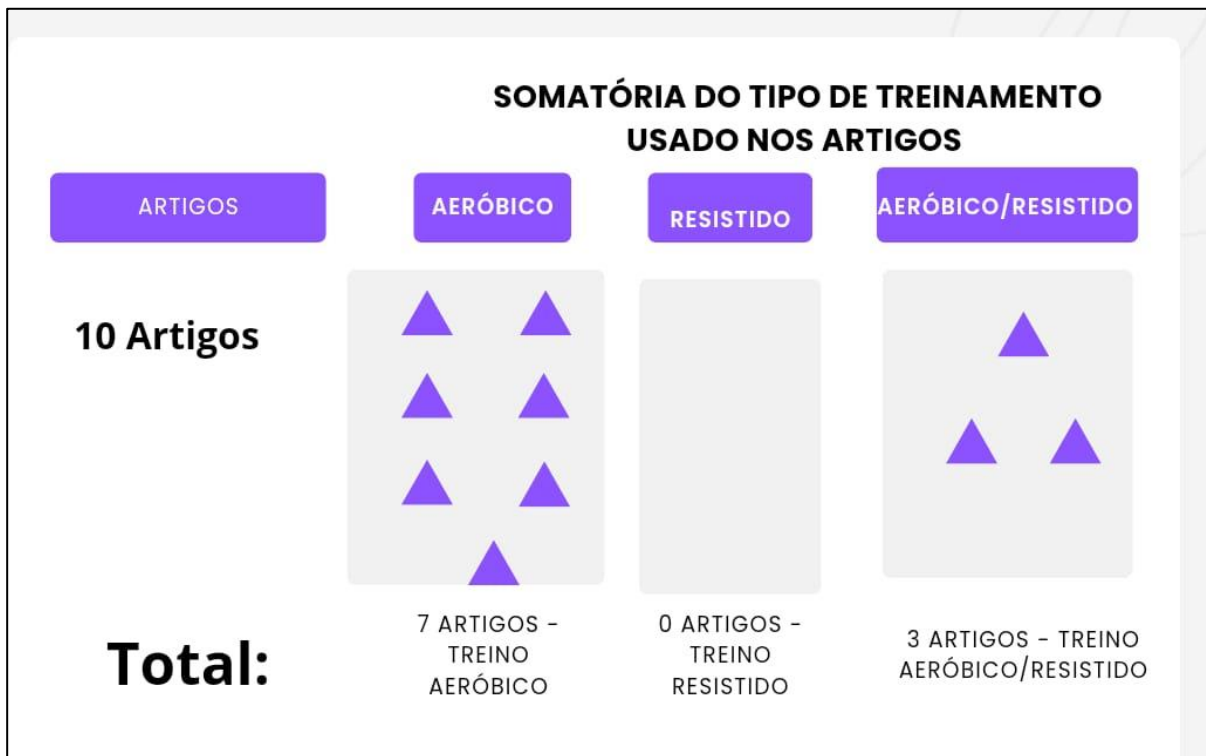 SOMATÓRIA DO TIPO DE TREINAMENTO
USADO NOS ARTIGOS
ARTIGOS
AERÓBICO
RESISTIDO
AERÓBICO/RESISTIDO
10 Artigos
Total:
7 ARTIGOS -
TREINO
AERÓBICO
0 ARTIGOS -
TREINO
RESISTIDO
3 ARTIGOS - TREINO
AERÓBICO/RESISTIDO